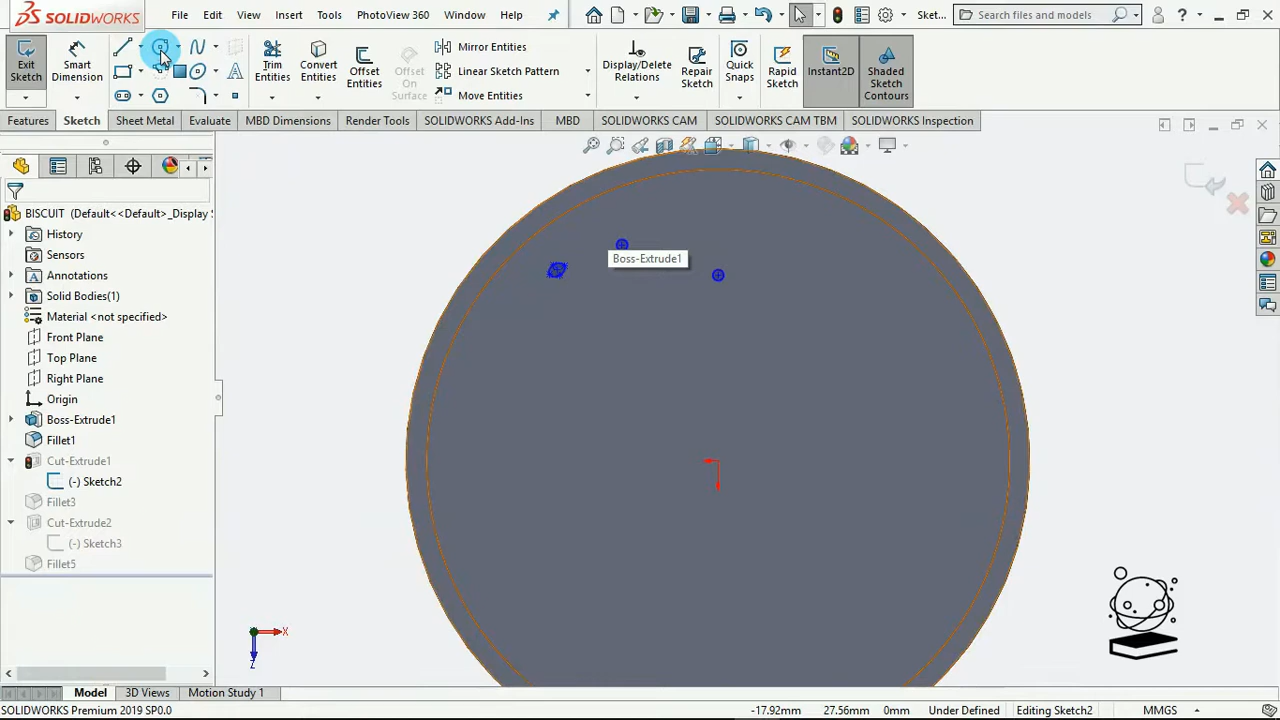 SOLIDWORKS
File
Edit
View
Insert
Tools
PhotoView 360
Window
Help
Sket...
Search files and models
?
Exit
Sketch
Smart
Dimension
Trim
Entities
Convert
Entities
Offset
Entities
Offset
On
Surface
Mirror Entities
Linear Sketch Pattern
Move Entities
Display/Delete
Relations
Repair
Sketch
Quick
Snaps
Rapid
Sketch
Instant2D
Shaded
Sketch
Contours
Features
Sketch
Sheet Metal
Evaluate
MBD Dimensions
Render Tools
SOLIDWORKS Add-Ins
MBD
SOLIDWORKS CAM
SOLIDWORKS CAM TBM
SOLIDWORKS Inspection
BISCUIT (Default<<Default>_Display S
History
Sensors
Annotations
Solid Bodies(1)
Material <not specified>
Front Plane
Top Plane
Right Plane
Origin
Boss-Extrude1
Fillet1
Cut-Extrude1
(-) Sketch2
Fillet3
Cut-Extrude2
(-) Sketch3
Fillet5
Boss-Extrude1
X
Z
Model
3D Views
Motion Study 1
SOLIDWORKS Premium 2019 SP0.0
-17.92mm
27.56mm
0mm
Under Defined
Editing Sketch2
MMGS